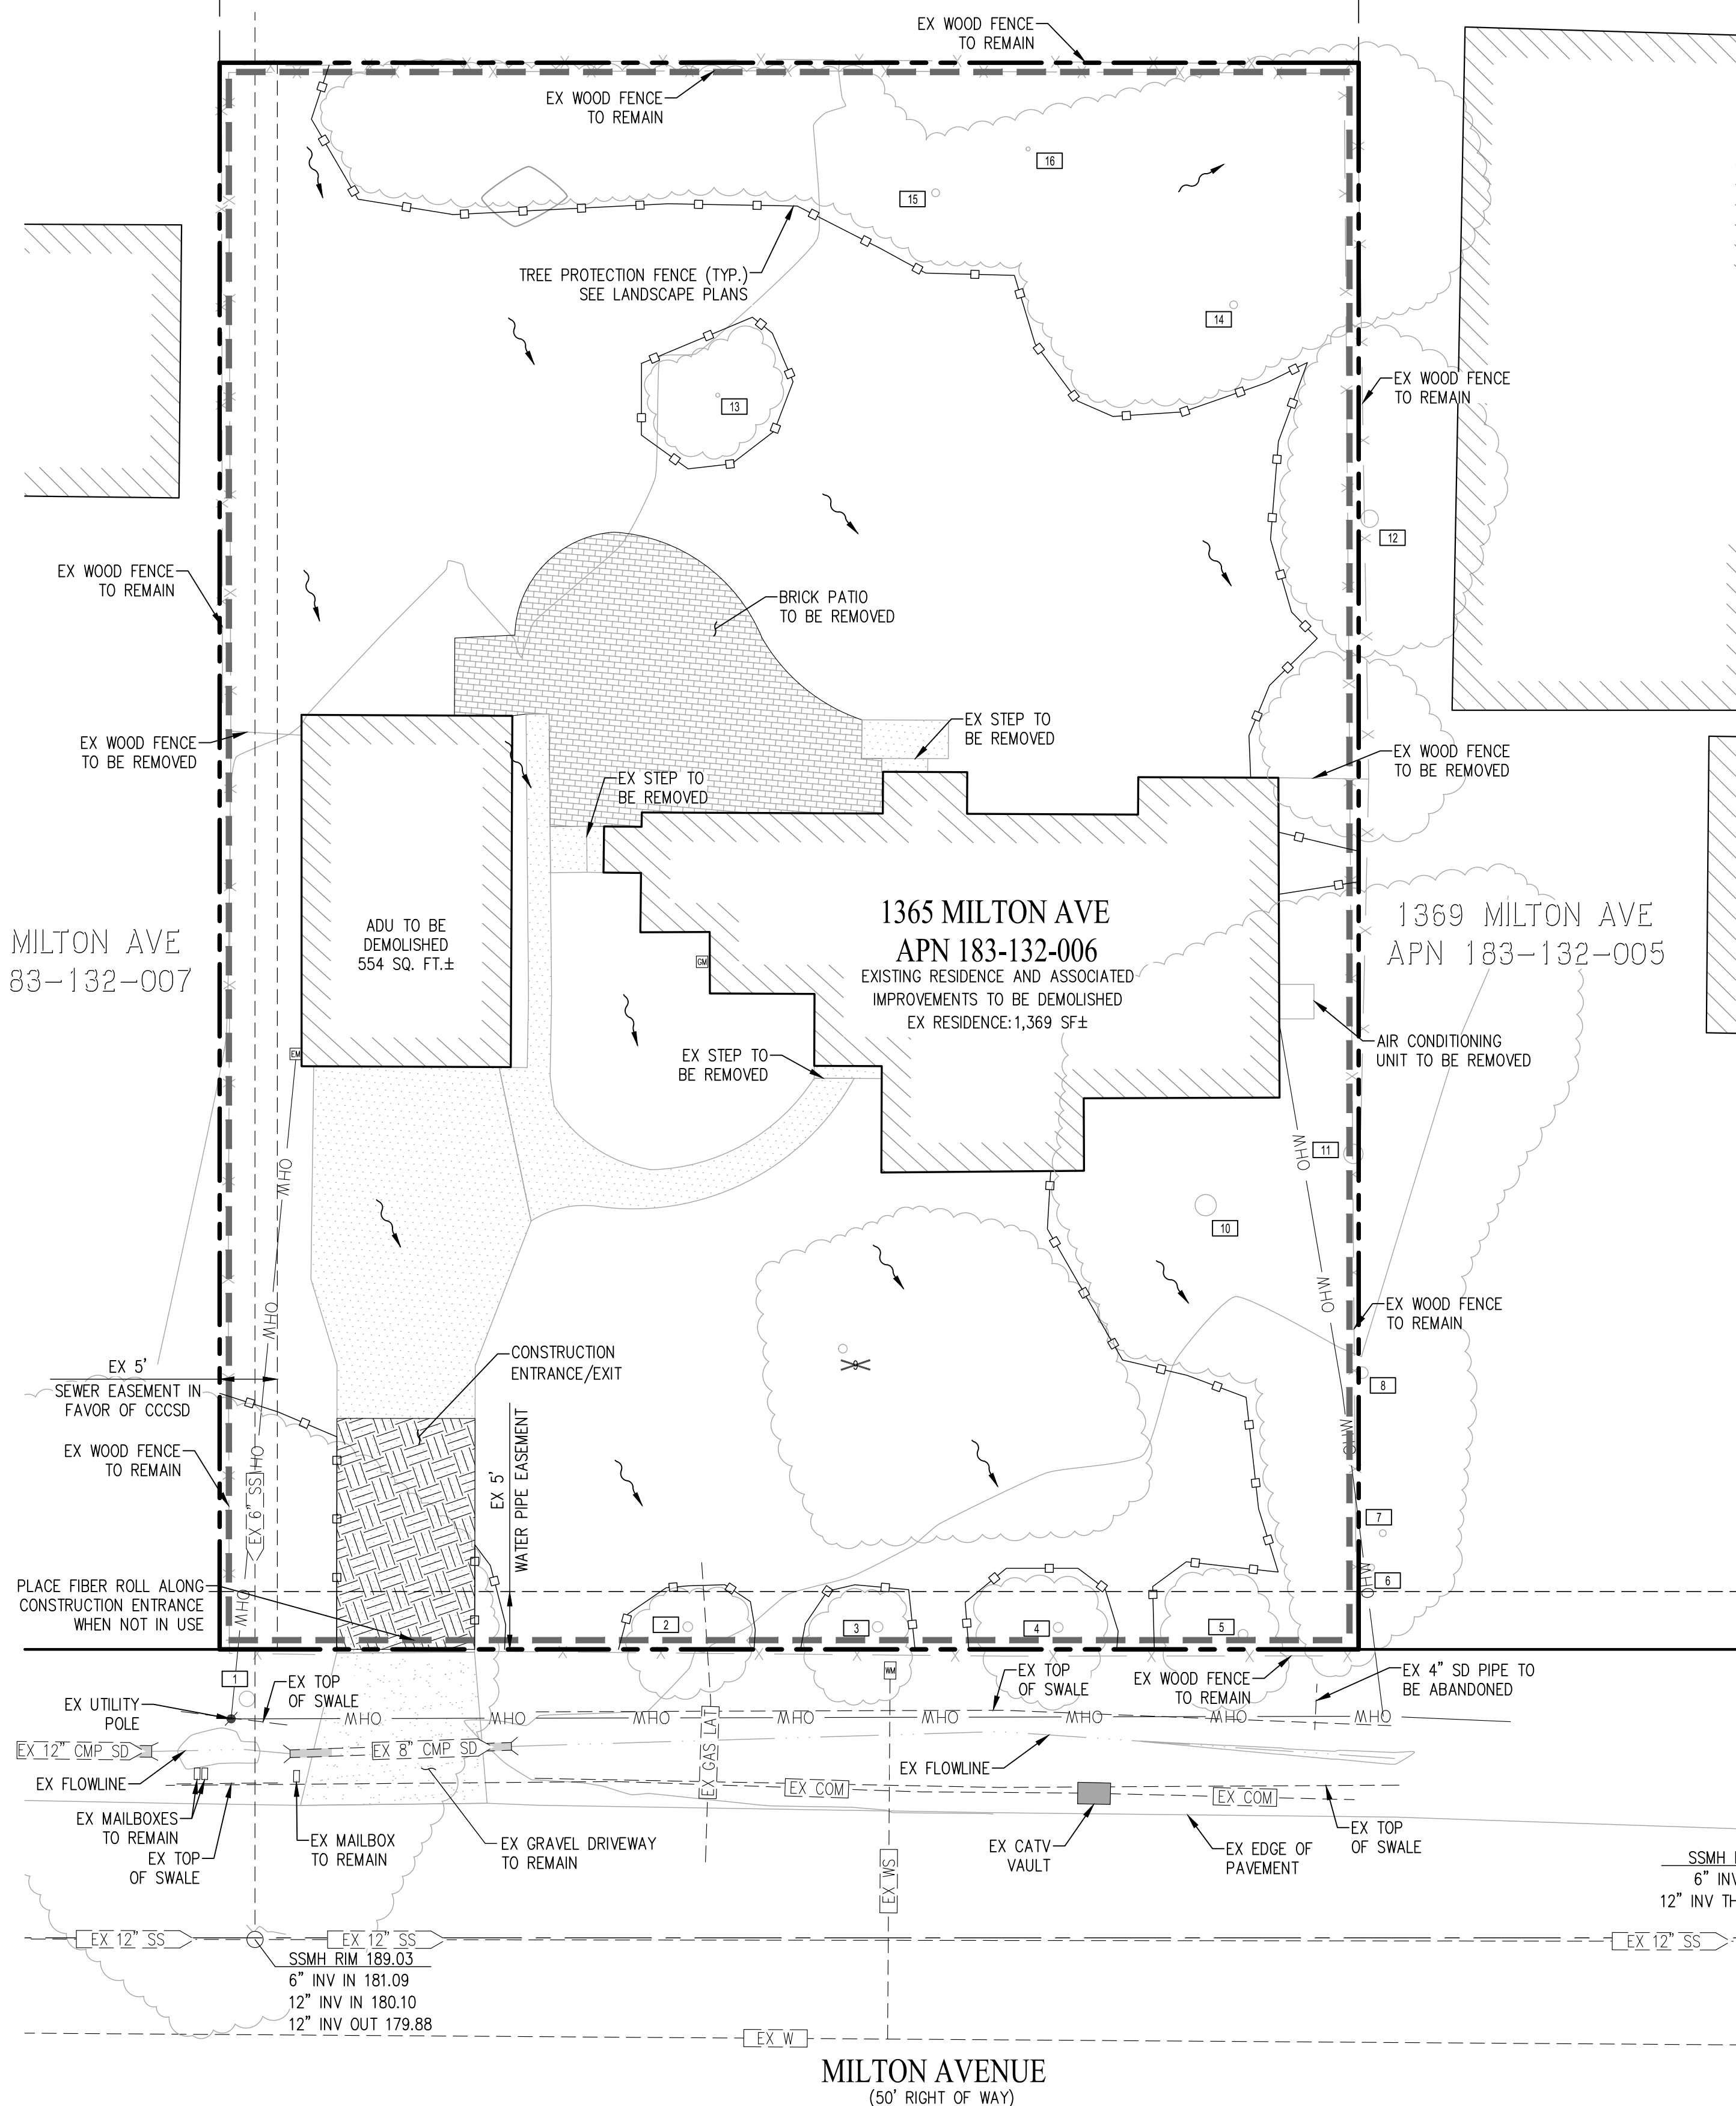 EX WOOD FENCE
TO REMAIN
EX WOOD FENCE
TO REMAIN
16
15
TREE PROTECTION FENCE (TYP.)
SEE LANDSCAPE PLANS
14
EX WOOD FENCE
TO REMAIN
13
12
EX WOOD FENCE
TO REMAIN
BRICK PATIO
TO BE REMOVED
EX STEP TO
BE REMOVED
EX WOOD FENCE
TO BE REMOVED
EX WOOD FENCE
TO BE REMOVED
EX STEP TO
BE REMOVED
MILTON AVE
83-132-007
ADU TO BE
DEMOLISHED
554 SQ. FT.±
1365 MILTON AVE
APN 183-132-006
EXISTING RESIDENCE AND ASSOCIATED
IMPROVEMENTS TO BE DEMOLISHED
EX RESIDENCE: 1,369 SF±
1369 MILTON AVE
APN 183-132-005
GM
EM
EX STEP TO
BE REMOVED
AIR CONDITIONING
UNIT TO BE REMOVED
OHW
OHW
11
10
OHW
OHW
EX WOOD FENCE
TO REMAIN
CONSTRUCTION
ENTRANCE/EXIT
9
8
EX 5'
SEWER EASEMENT IN
FAVOR OF CCCSD
EX WOOD FENCE
TO REMAIN
OHW
EX 6" SS
EX 5'
WATER PIPE EASEMENT
OHW
7
6
OHW
PLACE FIBER ROLL ALONG
CONSTRUCTION ENTRANCE
WHEN NOT IN USE
OHW
2
3
4
5
1
WM
EX TOP
OF SWALE
EX UTILITY
POLE
EX TOP
OF SWALE
EX WOOD FENCE
TO REMAIN
EX 4" SD PIPE TO
BE ABANDONED
OHW
OHW
OHW
OHW
OHW
OHW
OHW
OHW
EX 12" CMP SD
EX 8" CMP SD
EX GAS LAT
EX FLOWLINE
EX FLOWLINE
EX COM
EX COM
EX MAILBOXES
TO REMAIN
EX TOP
OF SWALE
EX MAILBOX
TO REMAIN
EX GRAVEL DRIVEWAY
TO REMAIN
EX CATV
VAULT
EX EDGE OF
PAVEMENT
EX TOP
OF SWALE
EX WS
SSMH
6" INV
12" INV TH
EX 12" SS
EX 12" SS
EX 12" SS
SSMH RIM 189.03
6" INV IN 181.09
12" INV IN 180.10
12" INV OUT 179.88
EX W
MILTON AVENUE
(50' RIGHT OF WAY)